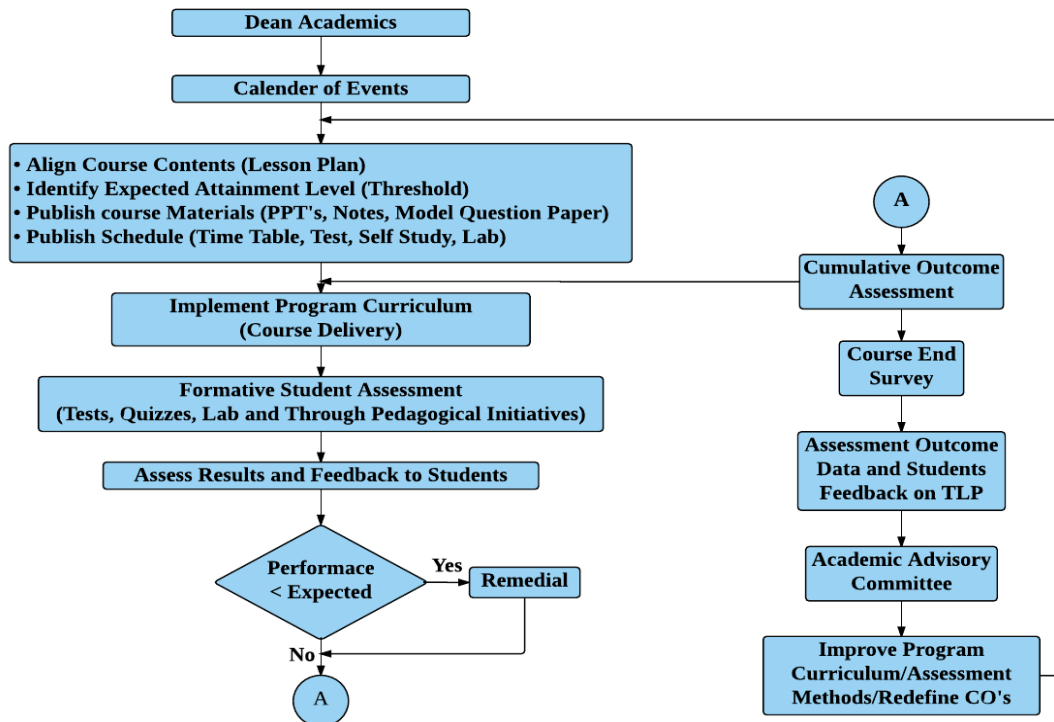 Dean Academics
Calender of Events
• Align Course Contents (Lesson Plan)
• Identify Expected Attainment Level (Threshold)
• Publish course Materials (PPT's, Notes, Model Question Paper)
• Publish Schedule (Time Table, Test, Self Study, Lab)
Implement Program Curriculum
(Course Delivery)
Formative Student Assessment
(Tests, Quizzes, Lab and Through Pedagogical Initiatives)
Assess Results and Feedback to Students
Performace
< Expected
Yes
Remedial
No
A
A
Cumulative Outcome
Assessment
Course End
Survey
Assessment Outcome
Data and Students
Feedback on TLP
Academic Advisory
Committee
Improve Program
Curriculum/Assessment
Methods/Redefine CO's